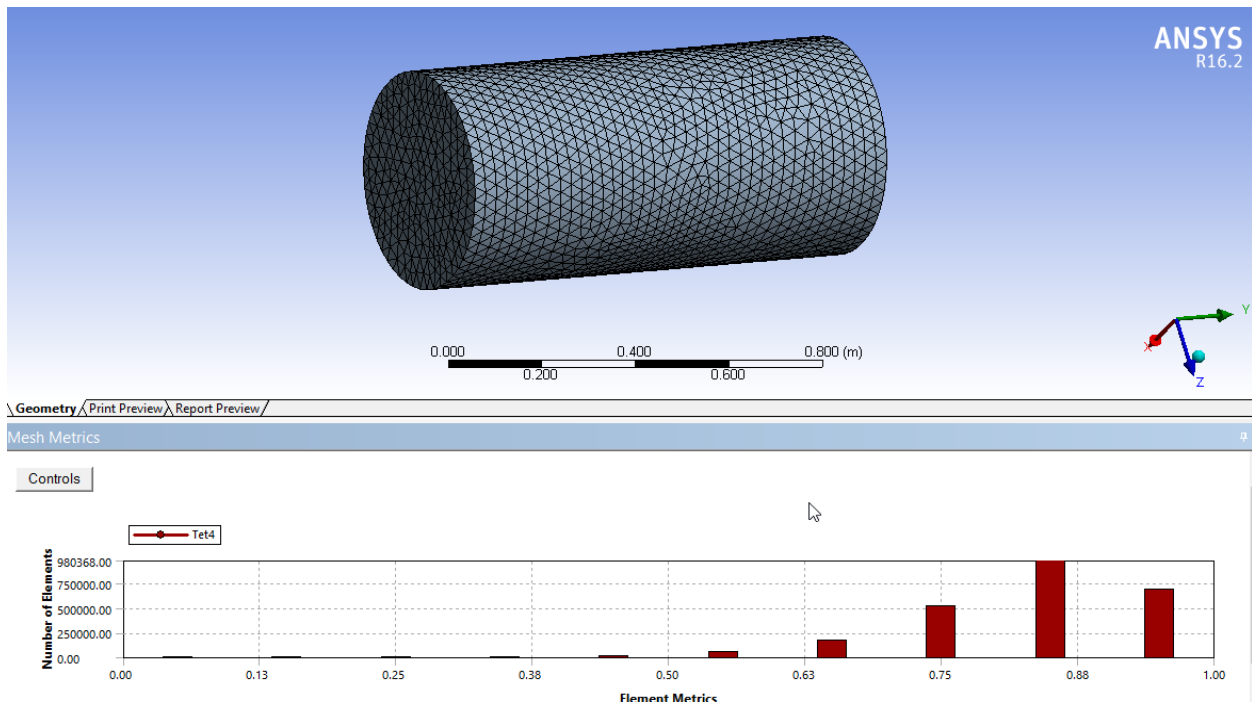 ANSYS
R16.2
0.000 0.400 0.800 (m)
0.200 0.600
X
Y
Z
Geometry Print Preview Report Preview
Mesh Metrics
Controls
Tet4
Number of Elements
980368.00
750000.00
500000.00
250000.00
0.00
0.00 0.13 0.25 0.38 0.50 0.63 0.75 0.88 1.00
Element Metrics